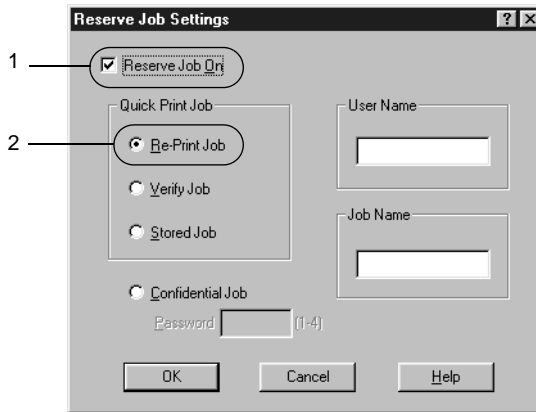 Reserve Job Settings
1
Reserve Job On
Quick Print Job
2
Re-Print Job
Verify Job
Stored Job
User Name
Job Name
Confidential Job
Password (1-4)
OK Cancel Help